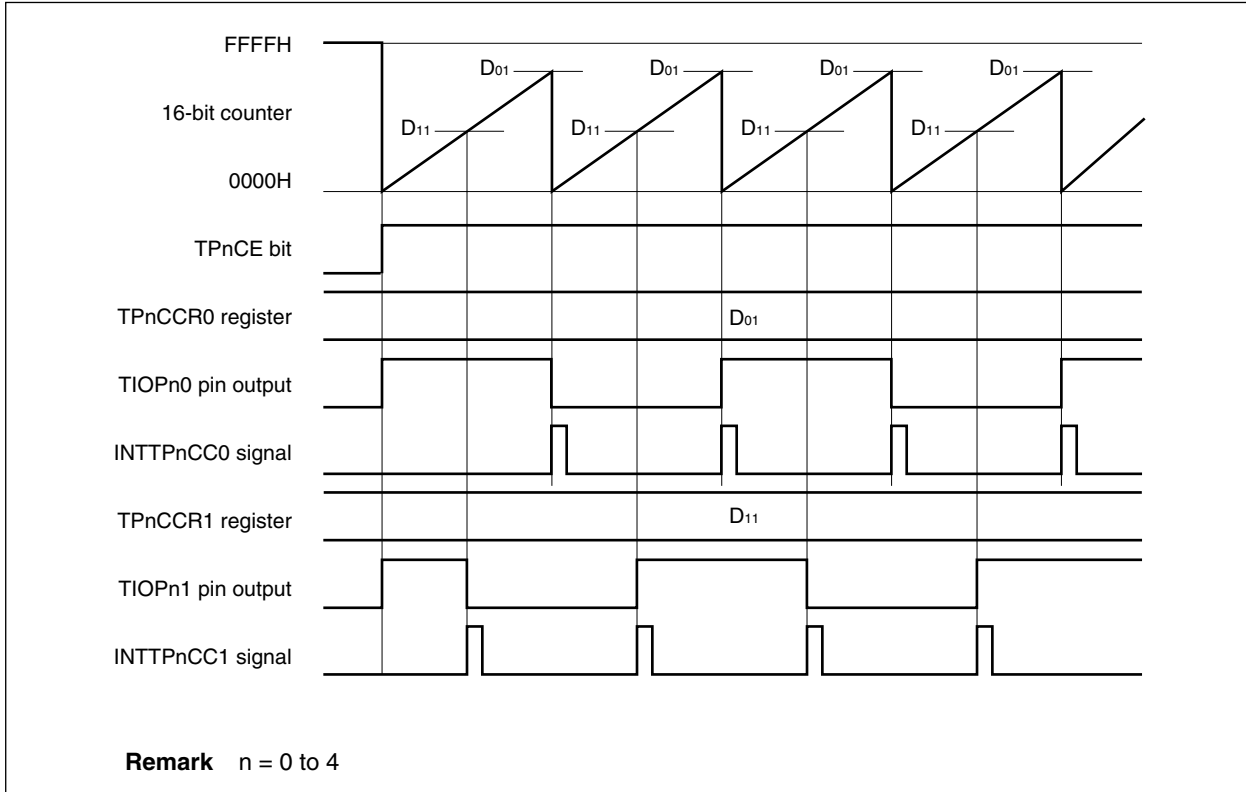 FFFFH
D01 D01 D01 D01
16-bit counter
D11 D11 D11 D11
0000H
TPnCE bit
TPnCCR0 register
D01
TIOPn0 pin output
INTTPnCC0 signal
TPnCCR1 register
D11
TIOPn1 pin output
INTTPnCC1 signal
Remark n = 0 to 4